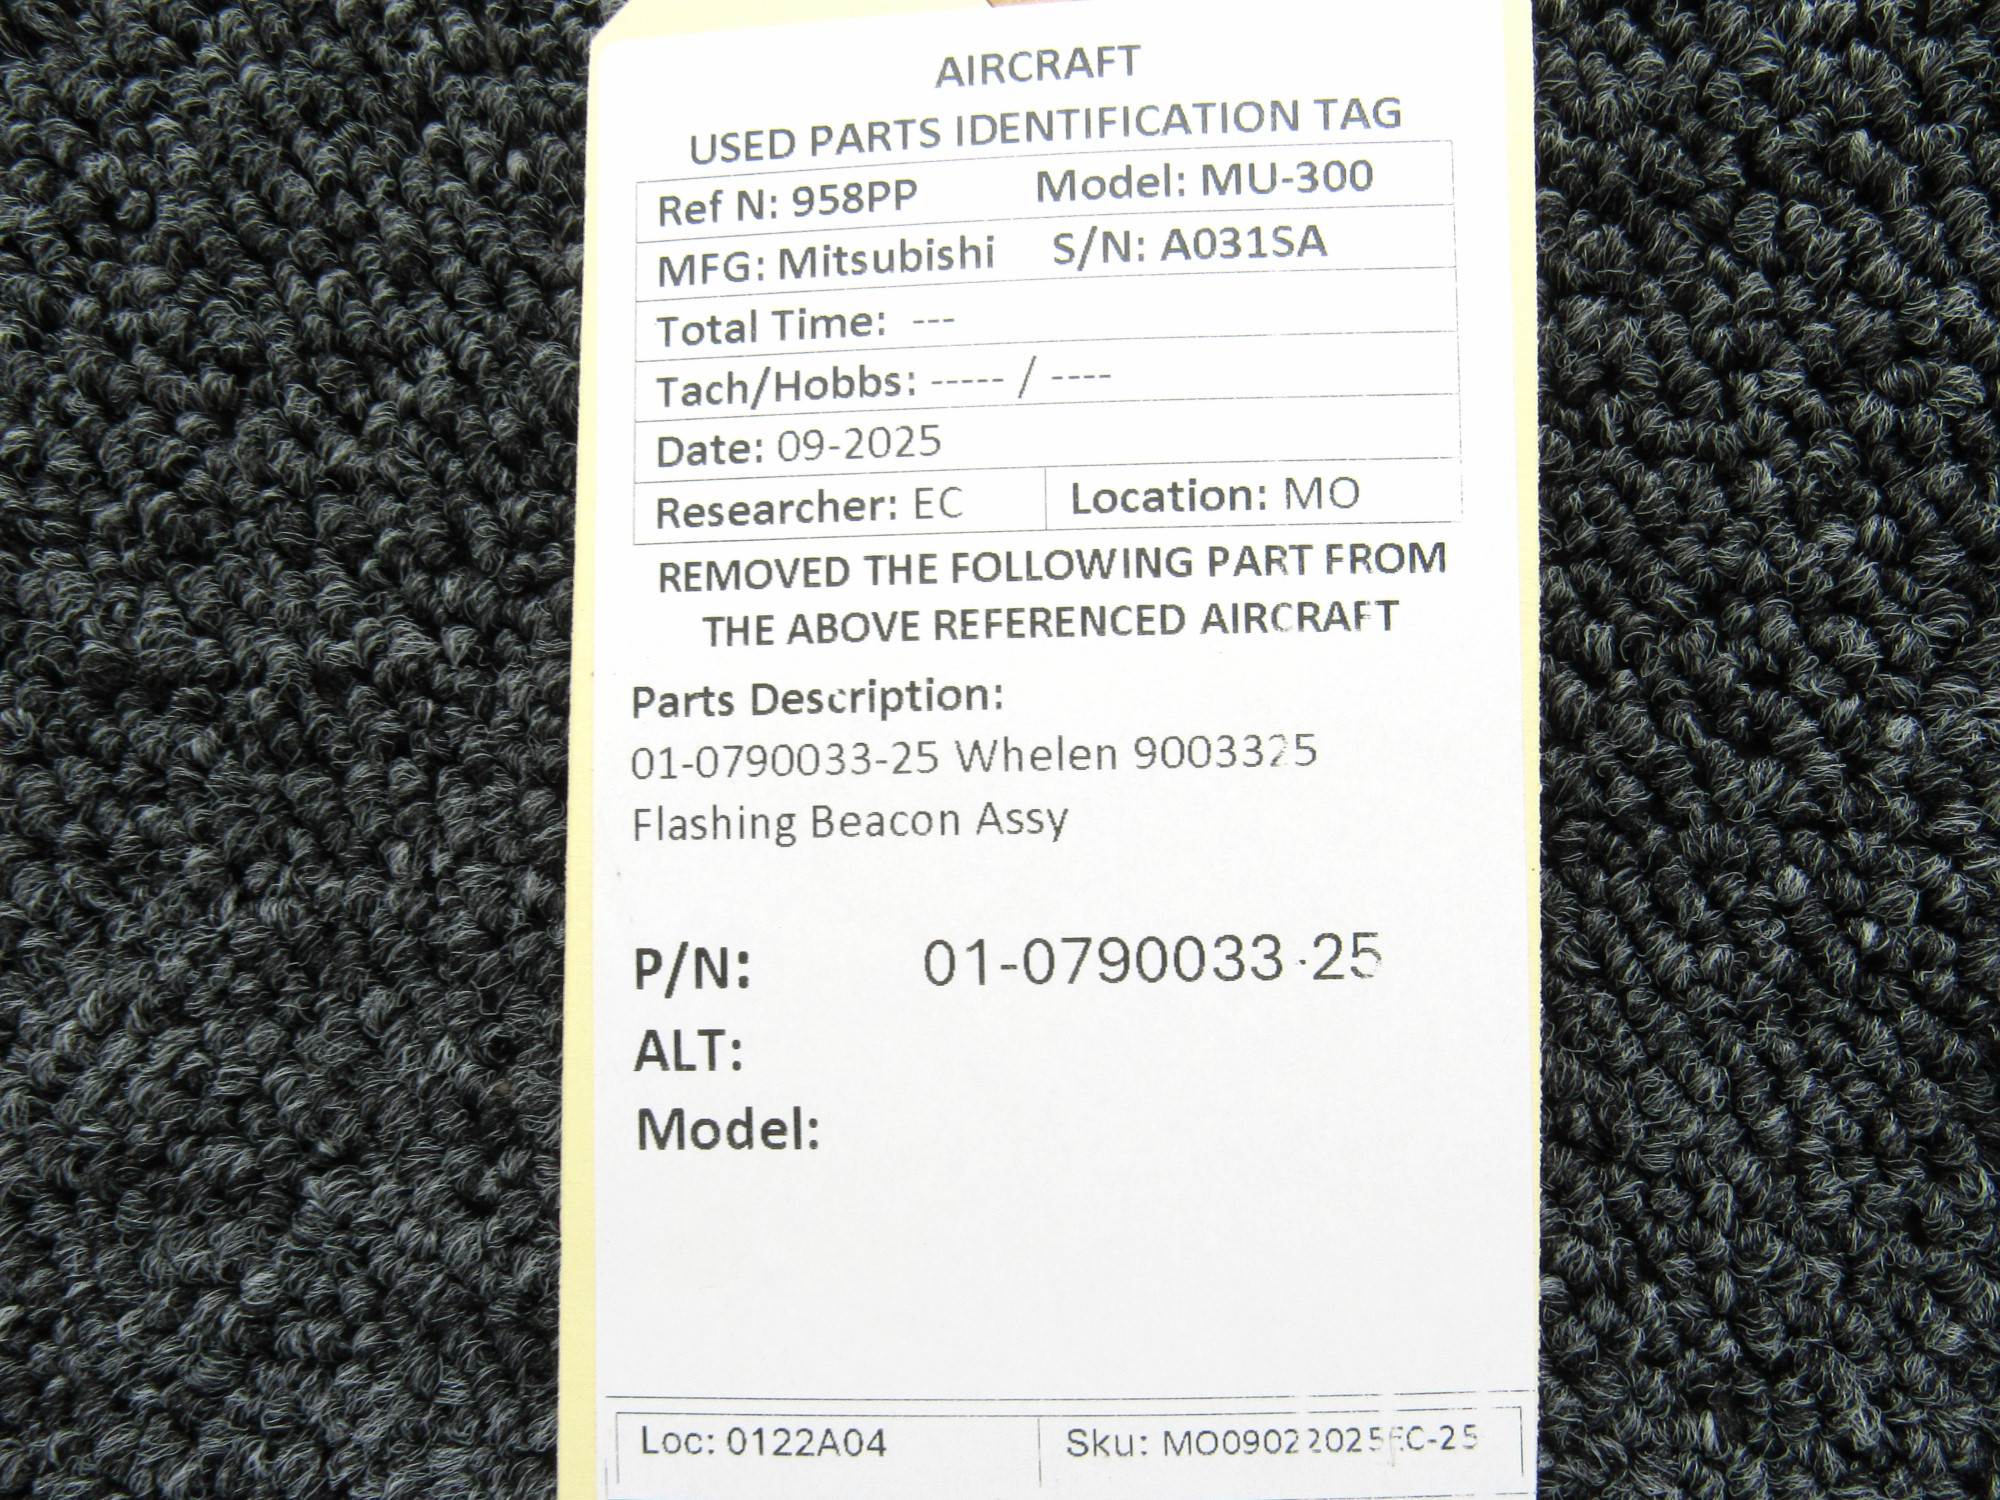 AIRCRAFT
USED PARTS IDENTIFICATION TAG
Ref N: 958PP Model: MU-300
MFG: Mitsubishi S/N: A031SA
Total Time: ---
Tach/Hobbs: ----- / ----
Date: 09-2025
Researcher: EC Location: MO
REMOVED THE FOLLOWING PART FROM
THE ABOVE REFERENCED AIRCRAFT
Parts Description:
01-0790033-25 Whelen 9003325
Flashing Beacon Assy
P/N: 01-0790033-25
ALT:
Model:
Loc: 0122A04 Sku: MO09022025EC-25